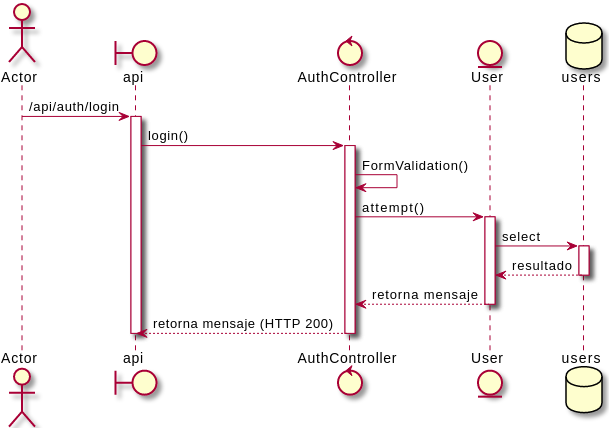 Actor api AuthController User users
/api/auth/login
login()
FormValidation()
attempt()
select
resultado
retorna mensaje
retorna mensaje (HTTP 200)
Actor api AuthController User users